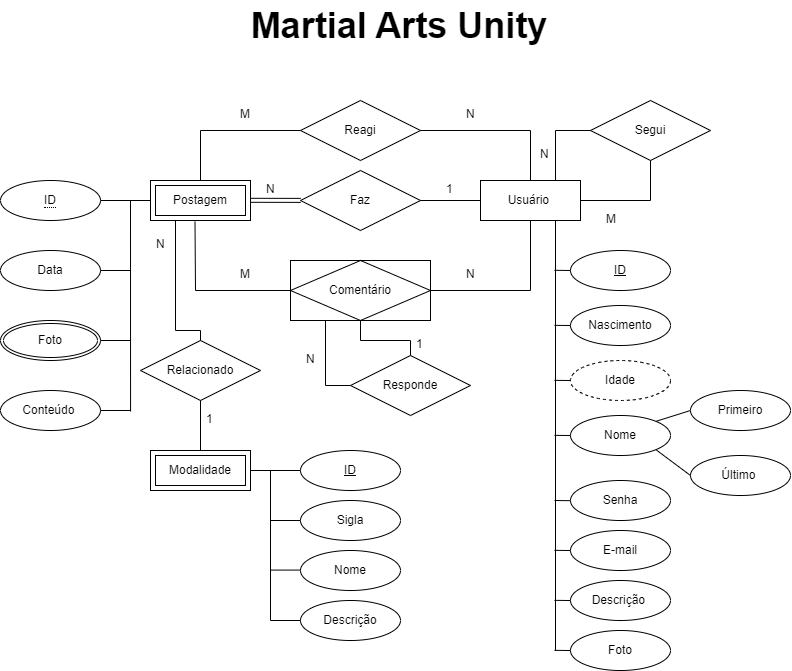 Martial Arts Unity
M
Reagi
N
Segui
N
ID
Postagem
N
Faz
1
Usuário
M
N
Data
M
Comentário
N
ID
Nascimento
Foto
1
N
Relacionado
Responde
Idade
Conteúdo
1
Nome
Primeiro
Último
Modalidade
ID
Senha
Sigla
E-mail
Nome
Descrição
Descrição
Foto